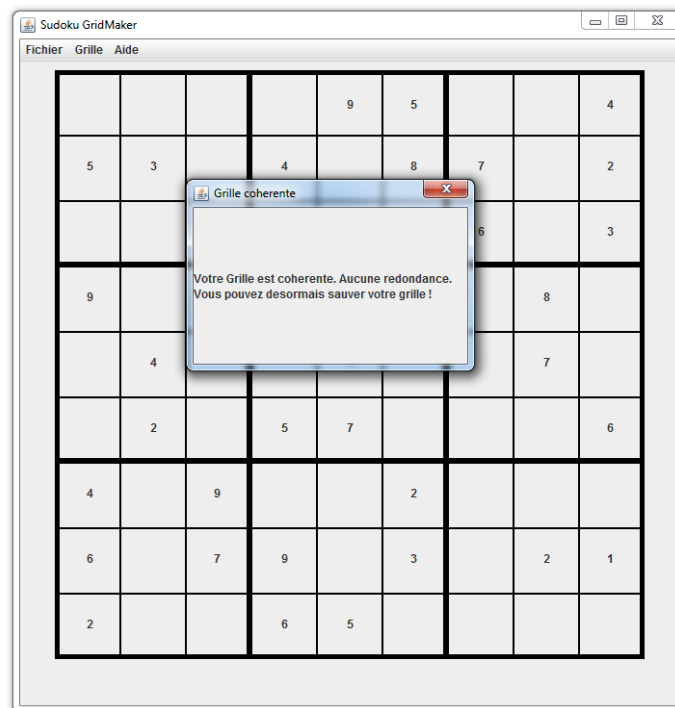 Sudoku GridMaker
Fichier Grille Aide
9 5 4
5 3 4 8 7 2
Grille coherente
6 3
Votre Grille est coherente. Aucune redondance.
Vous pouvez desormais sauver votre grille !
9 8
4 7
2 5 7 6
4 9 2
6 7 9 3 2 1
2 6 5